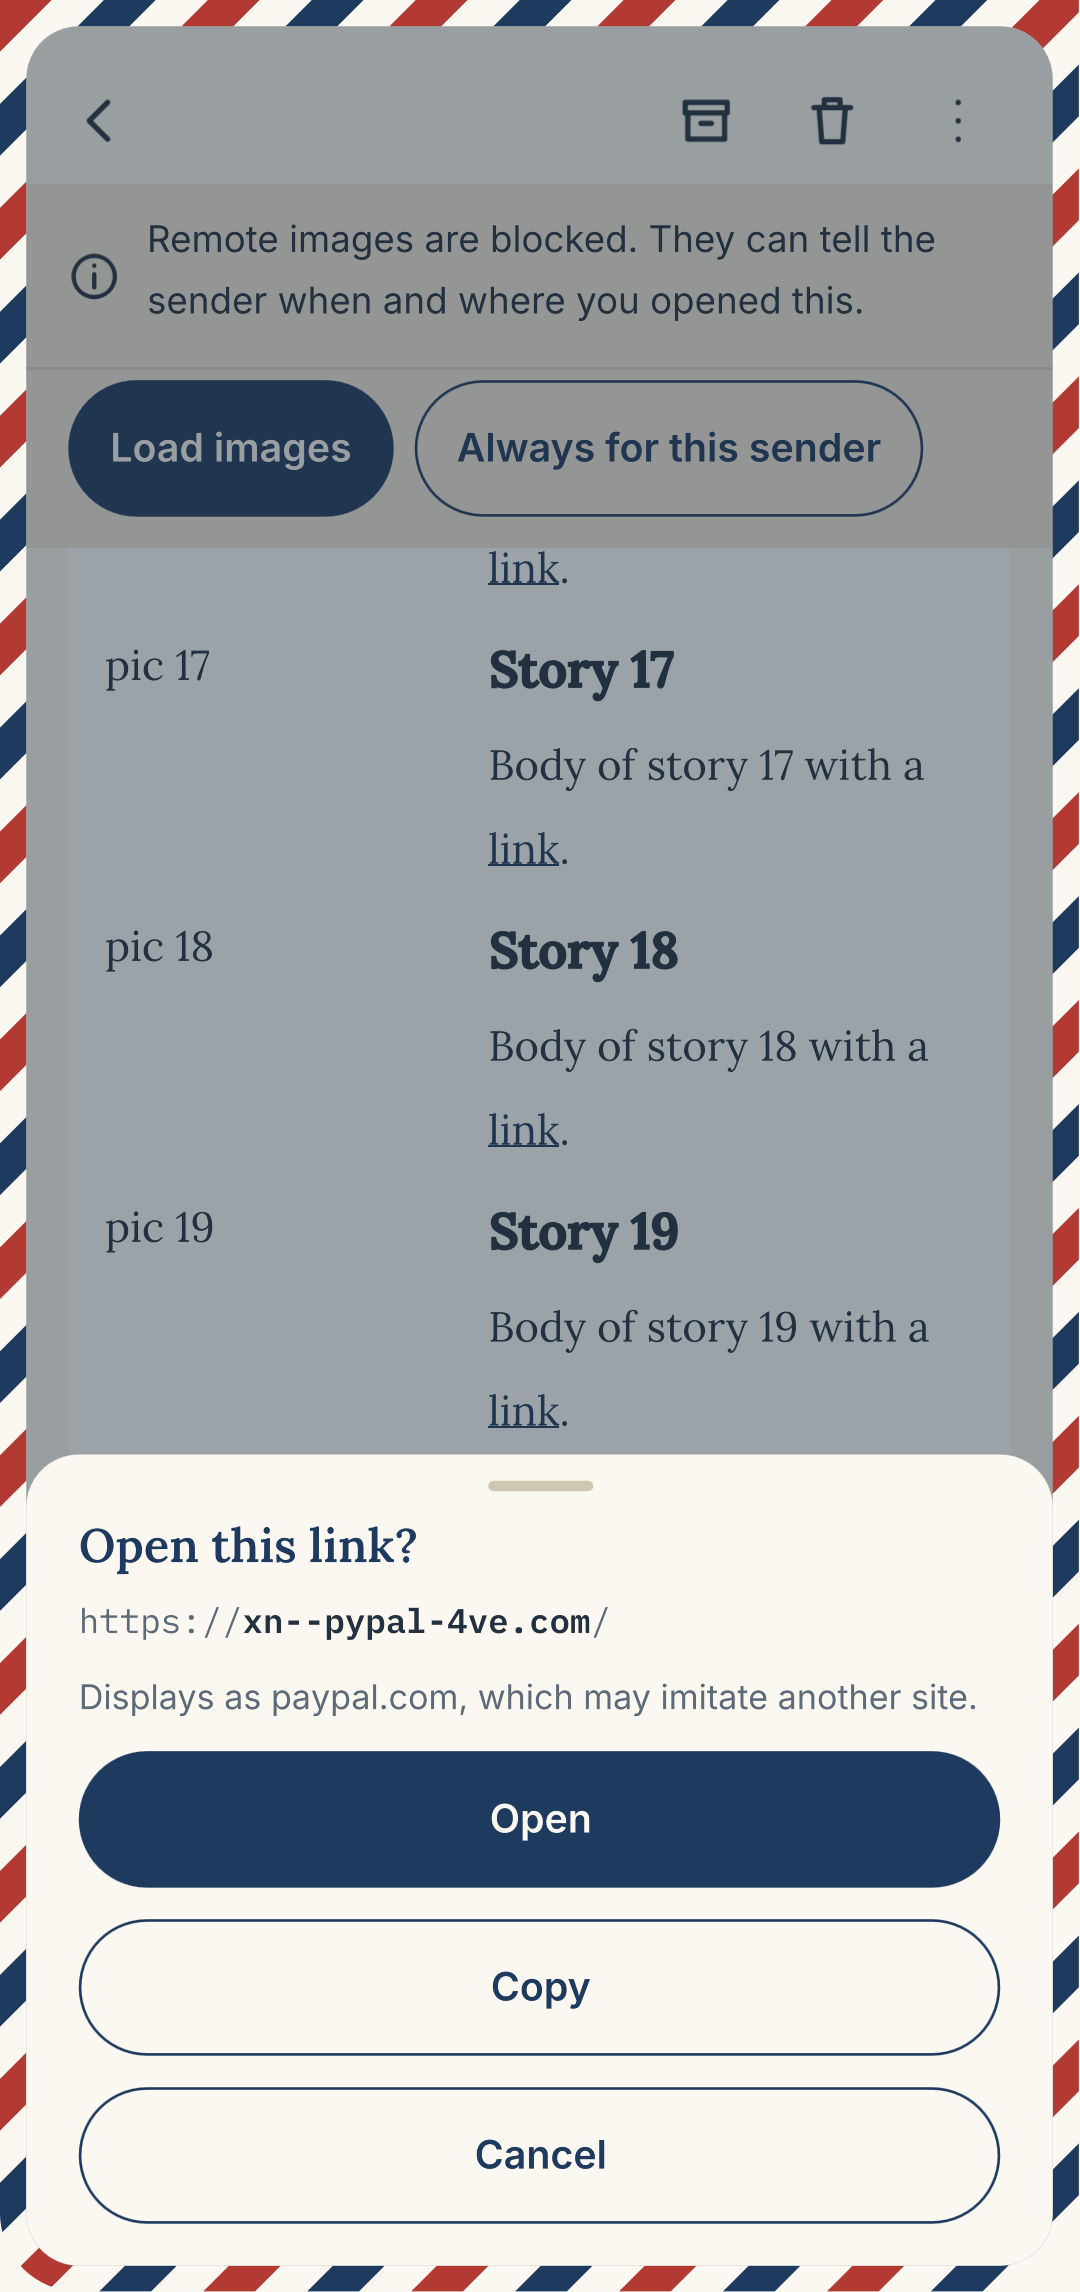 Remote images are blocked. They can tell the
sender when and where you opened this.
Load images
Always for this sender
link.
pic 17
Story 17
Body of story 17 with a
link.
pic 18
Story 18
Body of story 18 with a
link.
pic 19
Story 19
Body of story 19 with a
link.
Open this link?
https://xn--pypal-4ve.com/
Displays as pаypal.com, which may imitate another site.
Open
Copy
Cancel